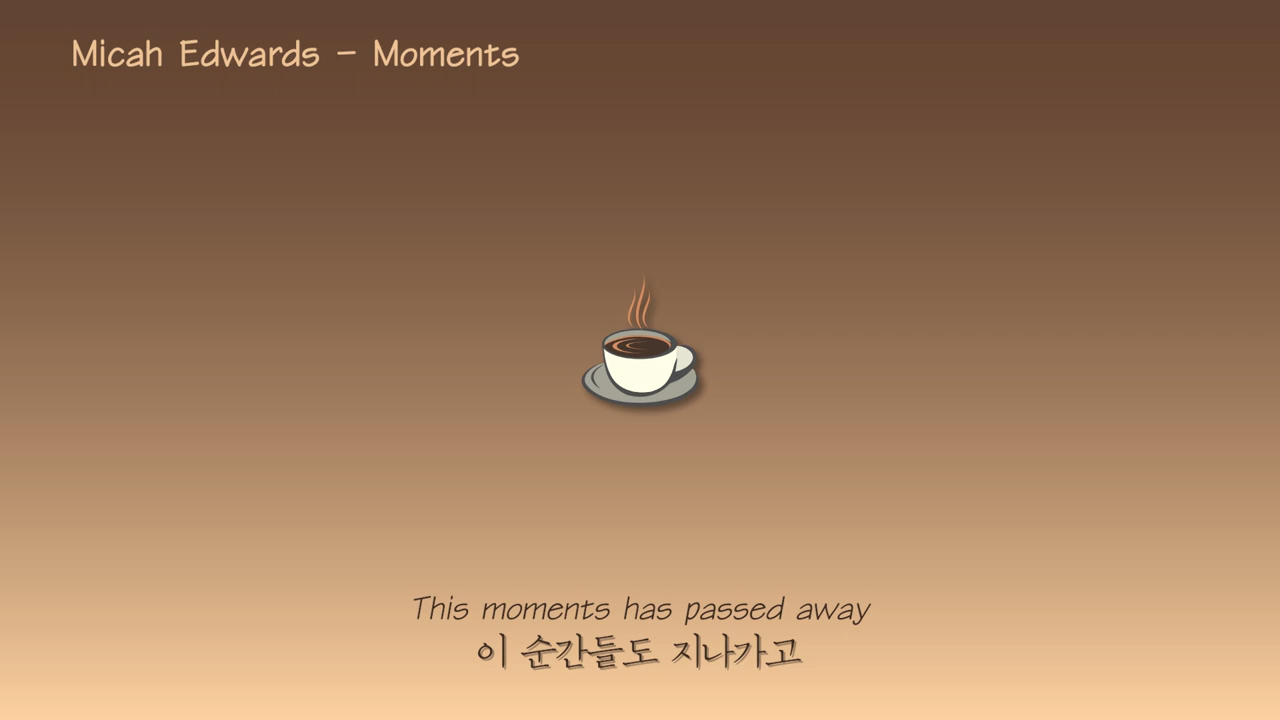 Micah Edwards - Moments
This moments has passed away
이 순간들도 지나가고